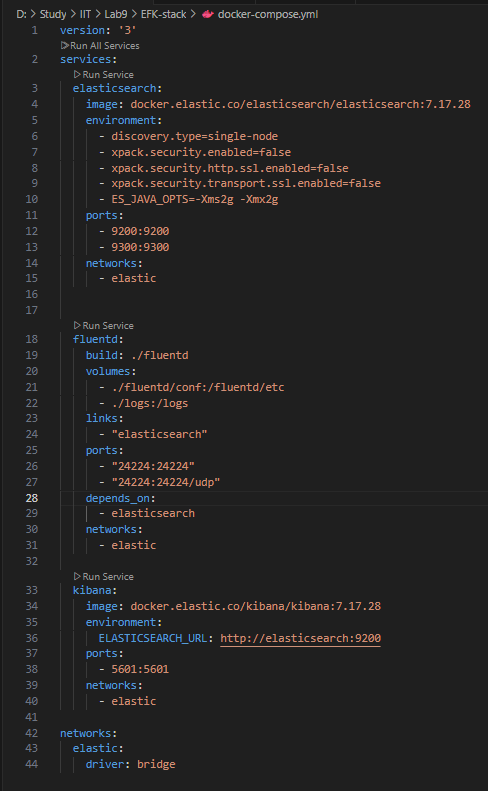 D: > Study > IIT > Lab9 > EFK-stack > docker-compose.yml
1 version: '3'
Run All Services
2 services:
Run Service
3 elasticsearch:
4 image: docker.elastic.co/elasticsearch/elasticsearch:7.17.28
5 environment:
6 - discovery.type=single-node
7 - xpack.security.enabled=false
8 - xpack.security.http.ssl.enabled=false
9 - xpack.security.transport.ssl.enabled=false
10 - ES_JAVA_OPTS=-Xms2g -Xmx2g
11 ports:
12 - 9200:9200
13 - 9300:9300
14 networks:
15 - elastic
16
17
Run Service
18 fluentd:
19 build: ./fluentd
20 volumes:
21 - ./fluentd/conf:/fluentd/etc
22 - ./logs:/logs
23 links:
24 - "elasticsearch"
25 ports:
26 - "24224:24224"
27 - "24224:24224/udp"
28 depends_on:
29 - elasticsearch
30 networks:
31 - elastic
32
Run Service
33 kibana:
34 image: docker.elastic.co/kibana/kibana:7.17.28
35 environment:
36 ELASTICSEARCH_URL: http://elasticsearch:9200
37 ports:
38 - 5601:5601
39 networks:
40 - elastic
41
42 networks:
43 elastic:
44 driver: bridge